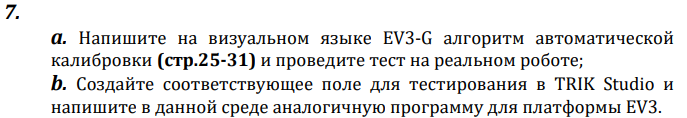 7.
a. Напишите на визуальном языке EV3-G алгоритм автоматической
калибровки (стр.25-31) и проведите тест на реальном роботе;
b. Создайте соответствующее поле для тестирования в TRIK Studio и
напишите в данной среде аналогичную программу для платформы EV3.